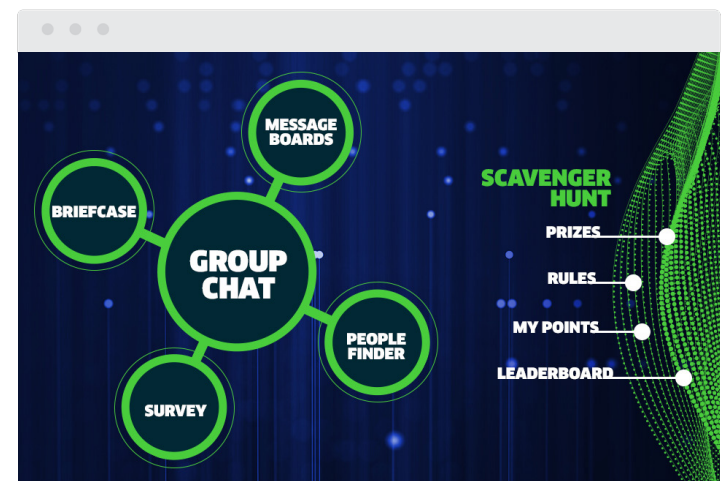 MESSAGE
BOARDS
BRIEFCASE
GROUP
CHAT
PEOPLE
FINDER
SURVEY
SCAVENGER
HUNT
PRIZES
RULES
MY POINTS
LEADERBOARD